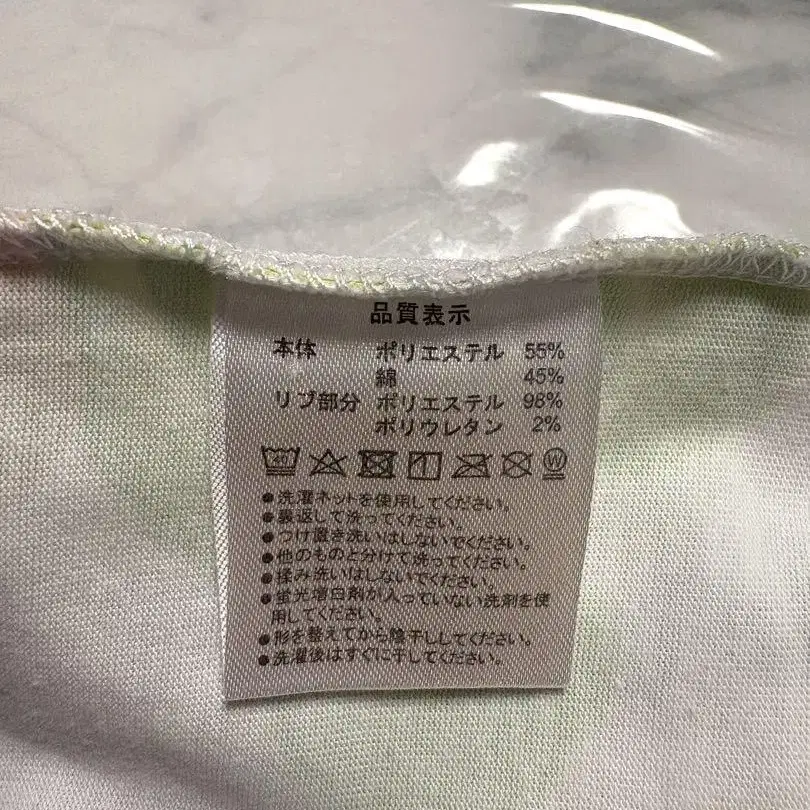 品質表示
本体 ポリエステル 55%
綿 45%
リブ部分 ポリエステル 98%
ポリウレタン 2%
●洗濯ネットを使用してください。
●裏返して洗ってください。
●つけ置き洗いはしないでください。
●他のものと分けて洗ってください。
●揉み洗いはしないでください。
●蛍光増白剤が入っていない洗剤を使
用してください。
●形を整えてから陰干ししてください。
●洗濯後はすぐに干してください。